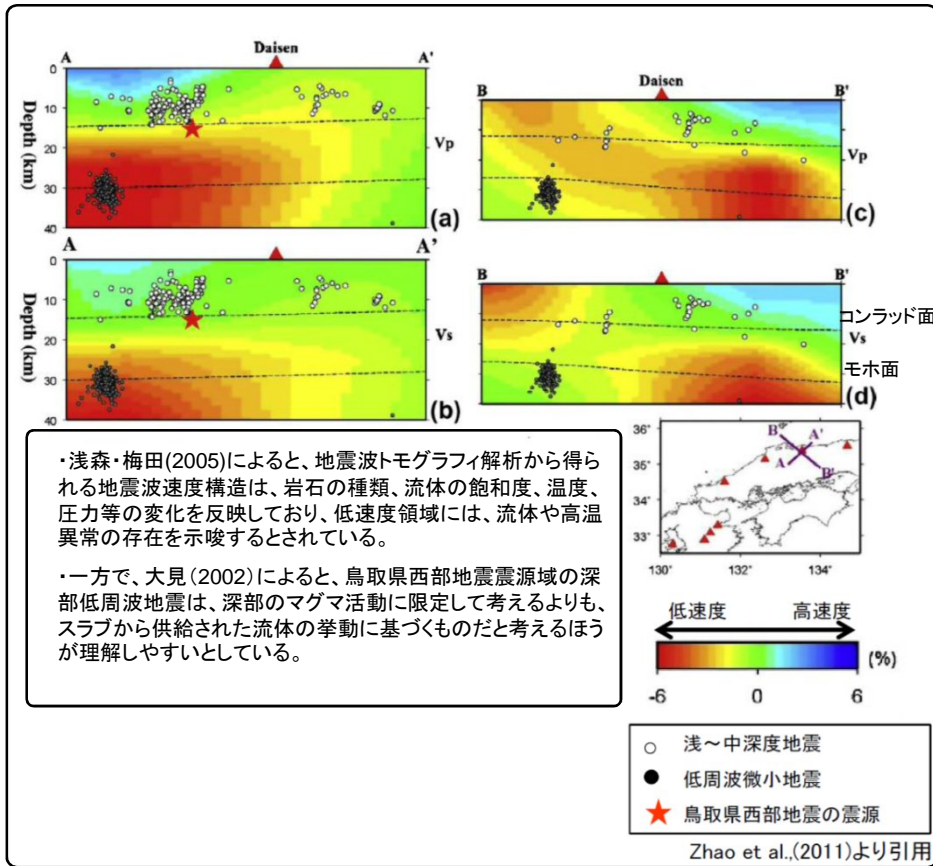 A
Daisen
A'
0
10
20
30
40
Depth (km)
Vp
(a)
B
Daisen
B'
Vp
(c)
A
A'
0
10
20
30
40
Depth (km)
Vs
(b)
B
B'
コンラッド面
Vs
モホ面
(d)
・浅森・梅田(2005)によると、地震波トモグラフィ解析から得ら
れる地震波速度構造は、岩石の種類、流体の飽和度、温度、
圧力等の変化を反映しており、低速度領域には、流体や高温
異常の存在を示唆するとされている。
・一方で、大見(2002)によると、鳥取県西部地震震源域の深
部低周波地震は、深部のマグマ活動に限定して考えるよりも、
スラブから供給された流体の挙動に基づくものだと考えるほう
が理解しやすいとしている。
36°
35°
34°
33°
B
A'
A
B'
130°
132°
134°
低速度
高速度
(%)
-6
0
6
浅～中深度地震
低周波微小地震
鳥取県西部地震の震源
Zhao et al.,(2011)より引用